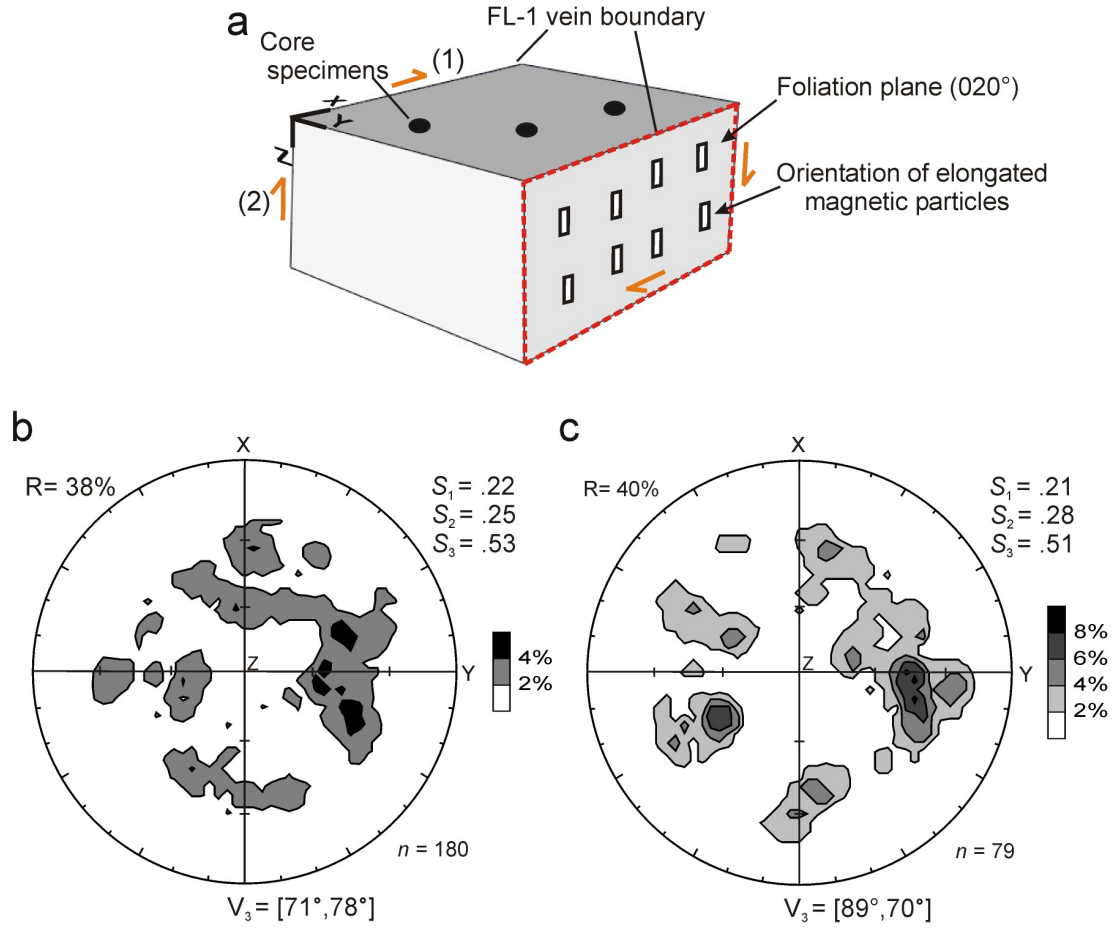 a
FL-1 vein boundary
Core
specimens
(1)
Foliation plane (020°)
X
Y
Z
(2)
Orientation of elongated
magnetic particles
b
X
R= 38%
S1 = .22
S2 = .25
S3 = .53
Z
Y
4%
2%
n = 180
V3 = [71°,78°]
c
X
R= 40%
S1 = .21
S2 = .28
S3 = .51
Z
Y
8%
6%
4%
2%
n = 79
V3 = [89°,70°]